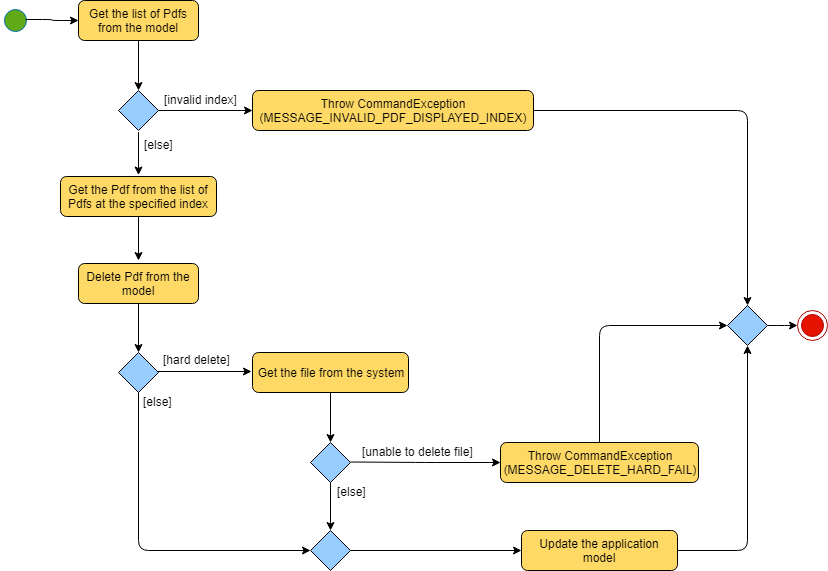 Get the list of Pdfs
from the model
[invalid index]
Throw CommandException
(MESSAGE_INVALID_PDF_DISPLAYED_INDEX)
[else]
Get the Pdf from the list of
Pdfs at the specified index
Delete Pdf from the
model
[hard delete]
Get the file from the system
[else]
[unable to delete file]
Throw CommandException
(MESSAGE_DELETE_HARD_FAIL)
[else]
Update the application
model